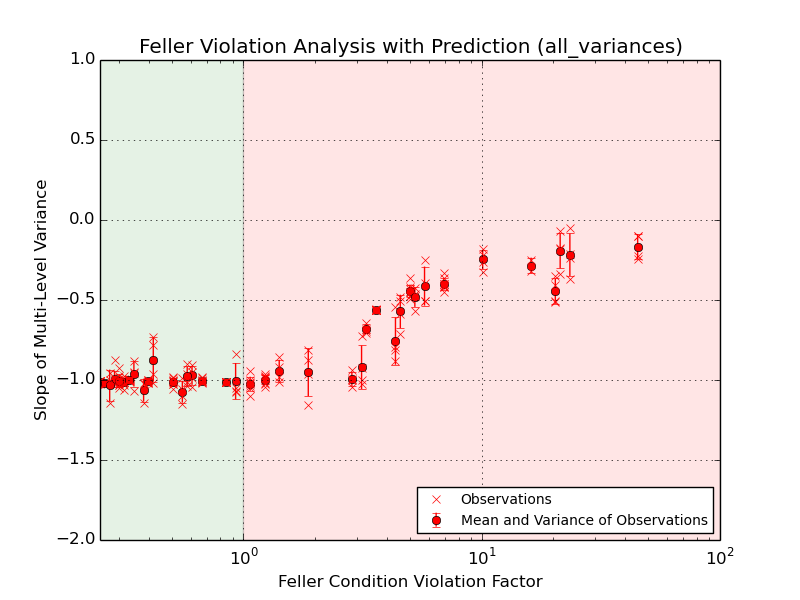 Feller Violation Analysis with Prediction (all_variances)
1.0
0.5
0.0
−0.5
−1.0
−1.5
−2.0
Slope of Multi-Level Variance
Observations
Mean and Variance of Observations
10⁰ 10¹ 10²
Feller Condition Violation Factor